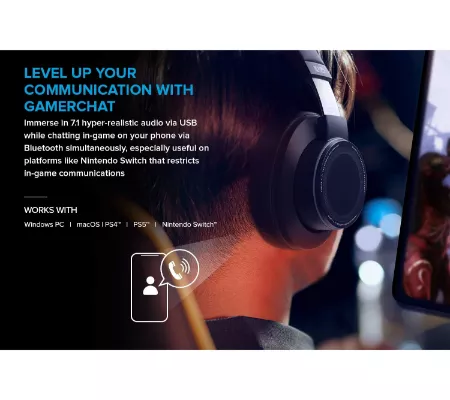 LEVEL UP YOUR
COMMUNICATION WITH
GAMERCHAT
Immerse in 7.1 hyper-realistic audio via USB
while chatting in-game on your phone via
Bluetooth simultaneously, especially useful on
platforms like Nintendo Switch that restricts
in-game communications
WORKS WITH
Windows PC | macOS | PS4™ | PS5™ | Nintendo Switch™